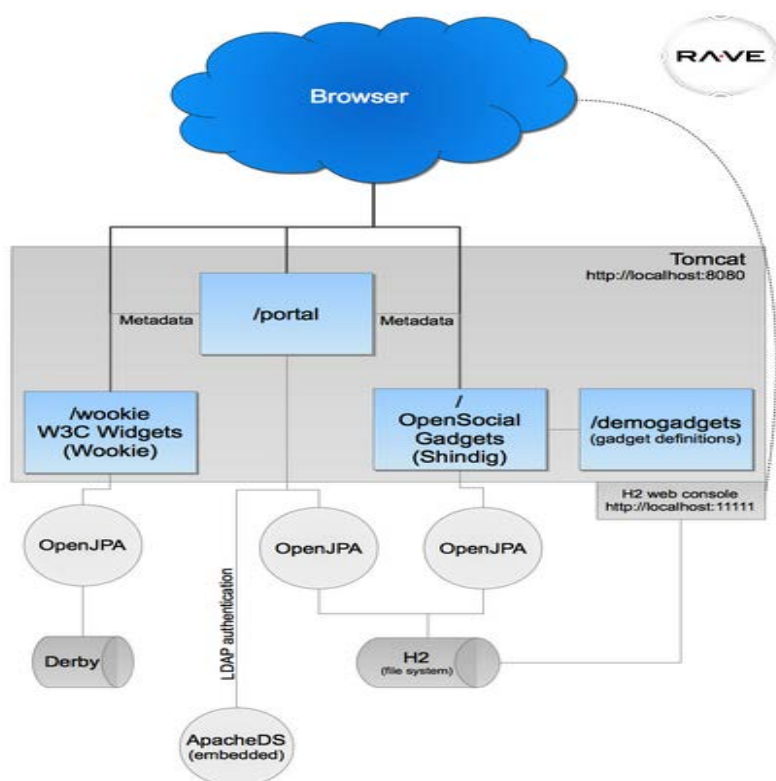 RAVE
Browser
Tomcat
http://localhost:8080
/portal
Metadata
Metadata
/wookie
W3C Widgets
(Wookie)
/
OpenSocial
Gadgets
(Shindig)
/demogadgets
(gadget definitions)
H2 web console
http://localhost:11111
OpenJPA
OpenJPA
OpenJPA
LDAP authentication
Derby
H2
(file system)
ApacheDS
(embedded)